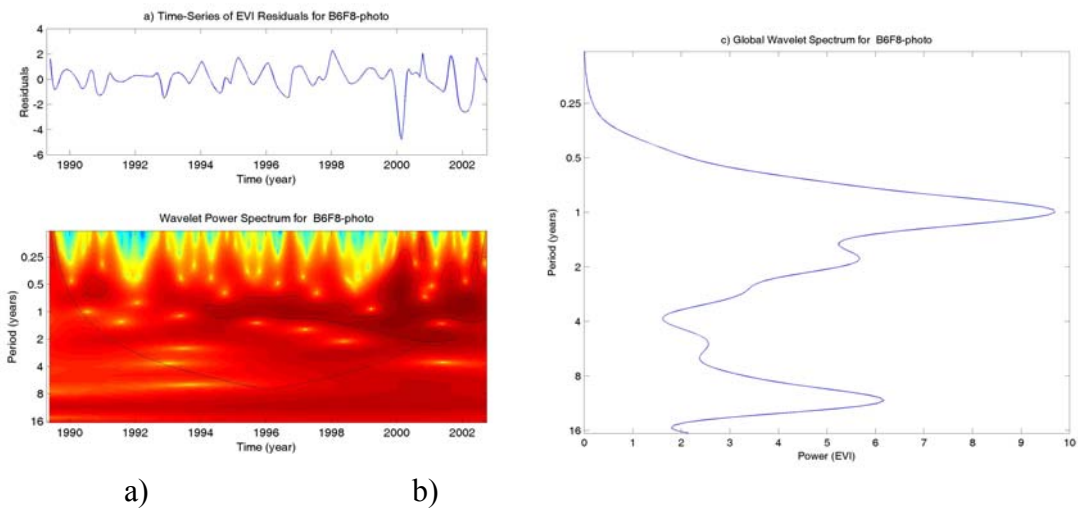 a) Time-Series of EVI Residuals for B6F8-photo
4
2
0
-2
-4
-6
Residuals
1990 1992 1994 1996 1998 2000 2002
Time (year)
Wavelet Power Spectrum for B6F8-photo
0.25
0.5
1
2
4
8
16
Period (years)
1990 1992 1994 1996 1998 2000 2002
Time (year)
c) Global Wavelet Spectrum for B6F8-photo
0.25
0.5
1
2
4
8
16
Period (years)
0 1 2 3 4 5 6 7 8 9 10
Power (EVI)
a) b)